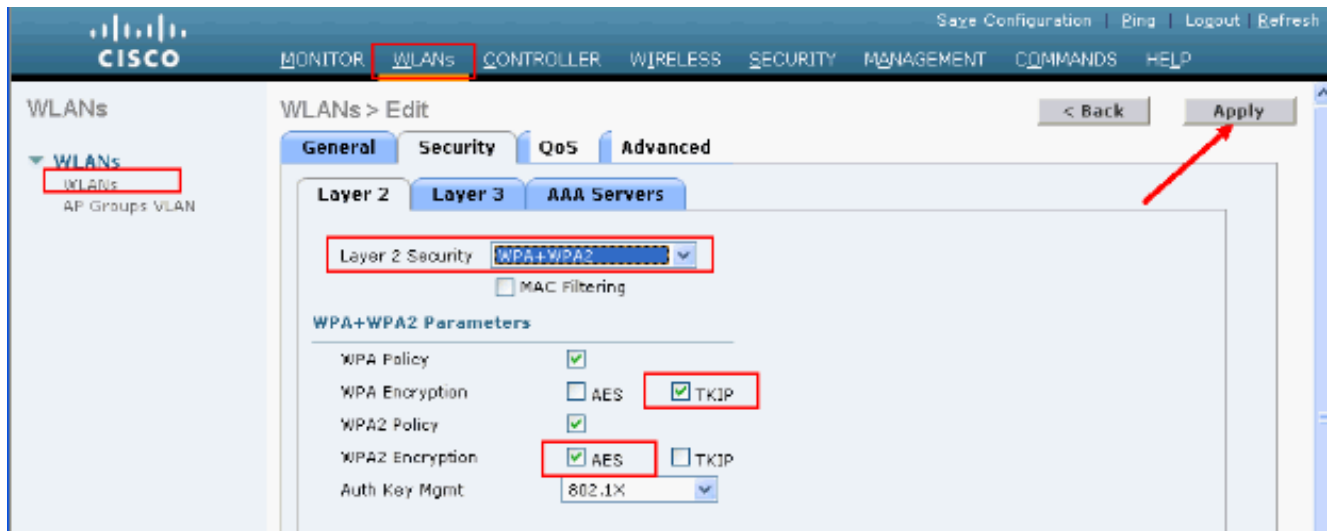 Save Configuration | Ping | Logout | Refresh
CISCO
MONITOR WLANs CONTROLLER WIRELESS SECURITY MANAGEMENT COMMANDS HELP
WLANs
WLANs
WLANs
AP Groups VLAN
WLANs > Edit
< Back
Apply
General Security QoS Advanced
Layer 2 Layer 3 AAA Servers
Layer 2 Security WPA+WPA2
MAC Filtering
WPA+WPA2 Parameters
WPA Policy
WPA Encryption AES TKIP
WPA2 Policy
WPA2 Encryption AES TKIP
Auth Key Mgmt 802.1X